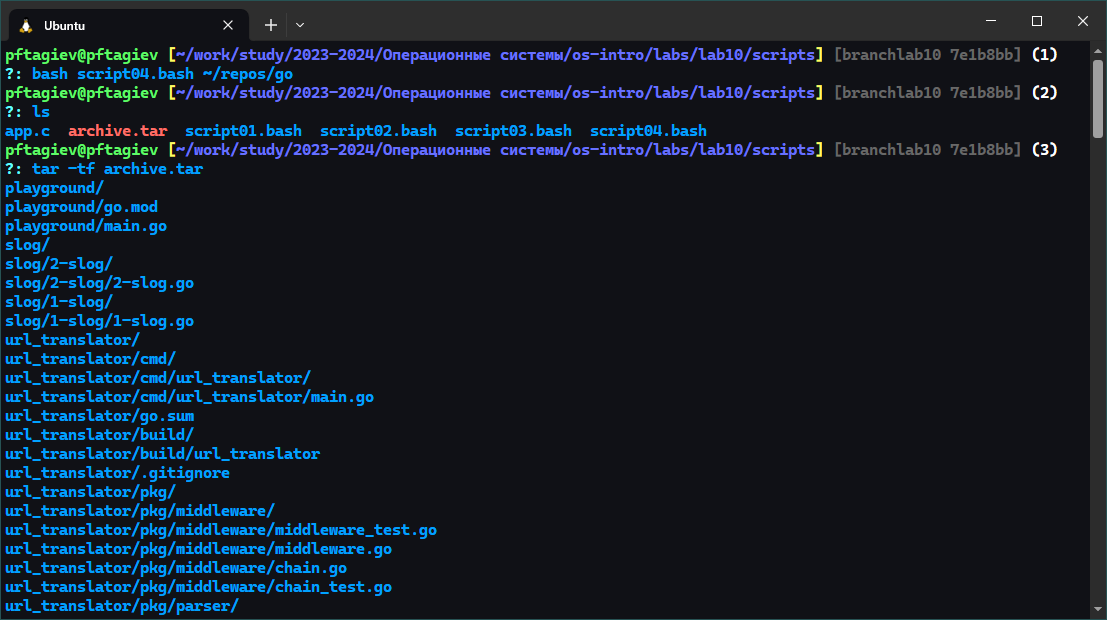 Ubuntu
pftagiev@pftagiev [~/work/study/2023-2024/Операционные системы/os-intro/labs/lab10/scripts] [branchlab10 7e1b8bb] (1)
?: bash script04.bash ~/repos/go
pftagiev@pftagiev [~/work/study/2023-2024/Операционные системы/os-intro/labs/lab10/scripts] [branchlab10 7e1b8bb] (2)
?: ls
app.c  archive.tar  script01.bash  script02.bash  script03.bash  script04.bash
pftagiev@pftagiev [~/work/study/2023-2024/Операционные системы/os-intro/labs/lab10/scripts] [branchlab10 7e1b8bb] (3)
?: tar -tf archive.tar
playground/
playground/go.mod
playground/main.go
slog/
slog/2-slog/
slog/2-slog/2-slog.go
slog/1-slog/
slog/1-slog/1-slog.go
url_translator/
url_translator/cmd/
url_translator/cmd/url_translator/
url_translator/cmd/url_translator/main.go
url_translator/go.sum
url_translator/build/
url_translator/build/url_translator
url_translator/.gitignore
url_translator/pkg/
url_translator/pkg/middleware/
url_translator/pkg/middleware/middleware_test.go
url_translator/pkg/middleware/middleware.go
url_translator/pkg/middleware/chain.go
url_translator/pkg/middleware/chain_test.go
url_translator/pkg/parser/